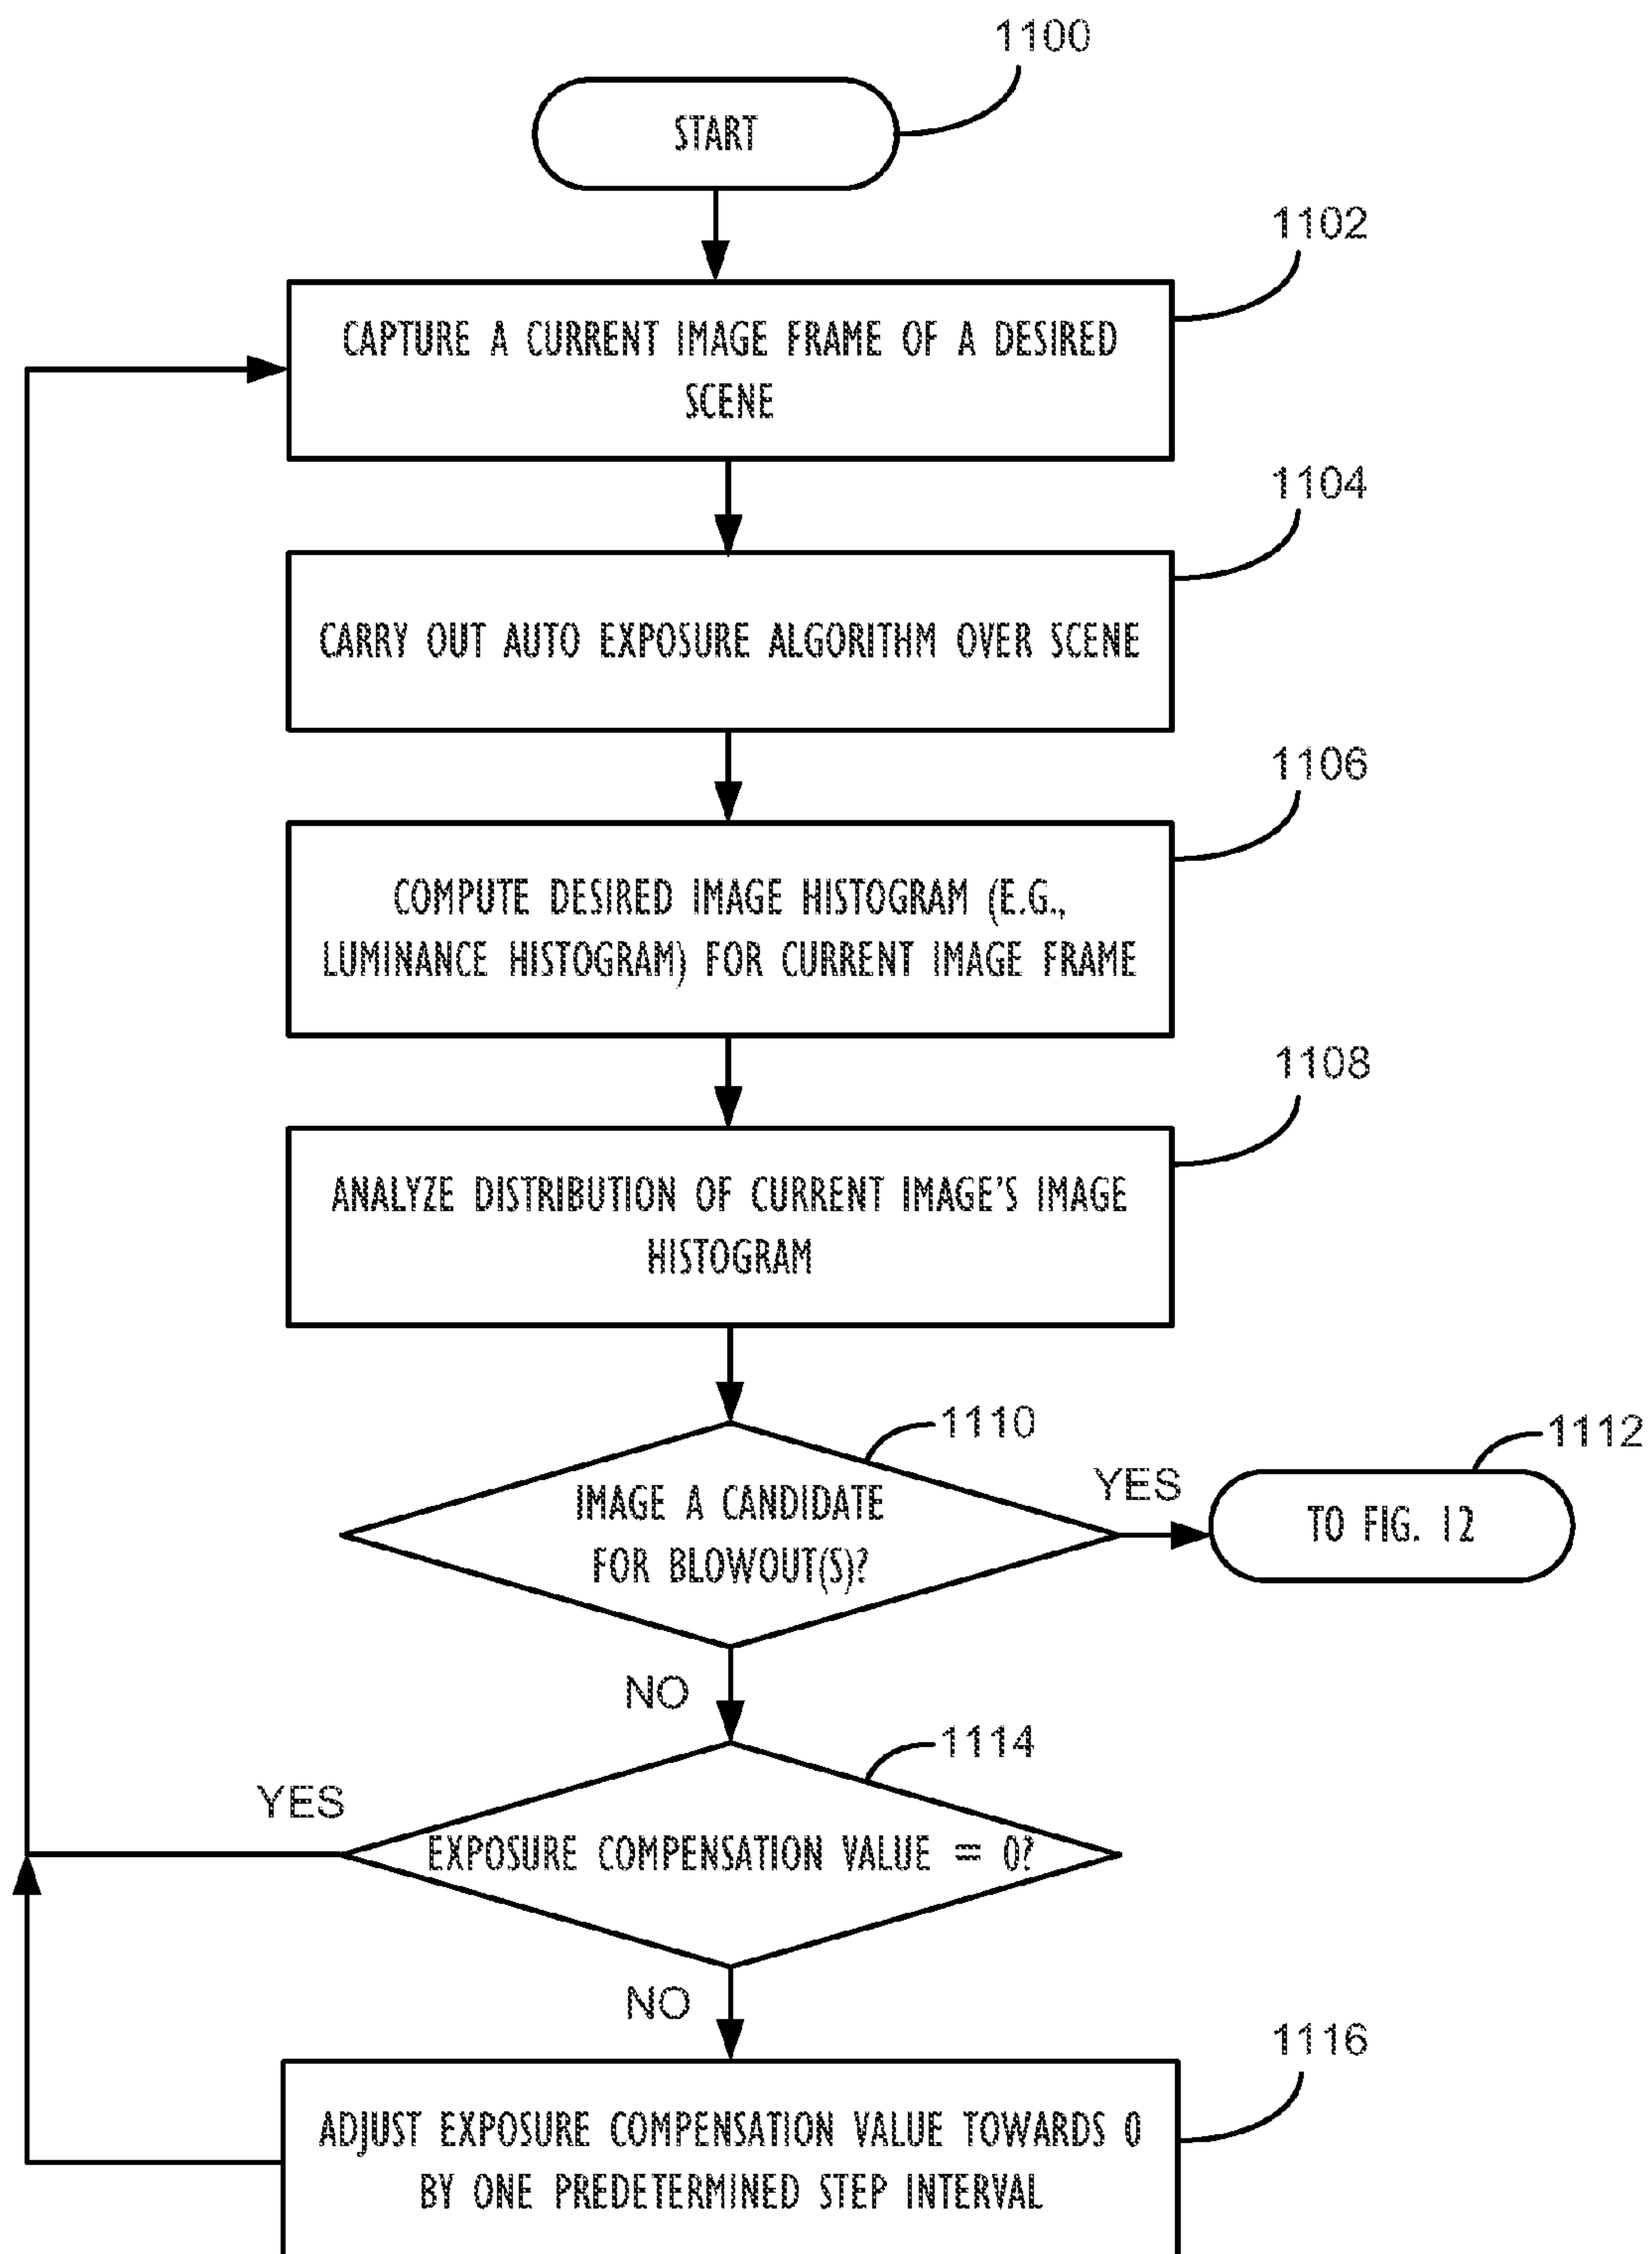 1100
START
1102
CAPTURE A CURRENT IMAGE FRAME OF A DESIRED
SCENE
1104
CARRY OUT AUTO EXPOSURE ALGORITHM OVER SCENE
1106
COMPUTE DESIRED IMAGE HISTOGRAM (E.G.,
LUMINANCE HISTOGRAM) FOR CURRENT IMAGE FRAME
1108
ANALYZE DISTRIBUTION OF CURRENT IMAGE'S IMAGE
HISTOGRAM
1110
IMAGE A CANDIDATE
FOR BLOWOUT(S)?
YES
1112
TO FIG. 12
NO
1114
YES
EXPOSURE COMPENSATION VALUE = 0?
NO
1116
ADJUST EXPOSURE COMPENSATION VALUE TOWARDS 0
BY ONE PREDETERMINED STEP INTERVAL